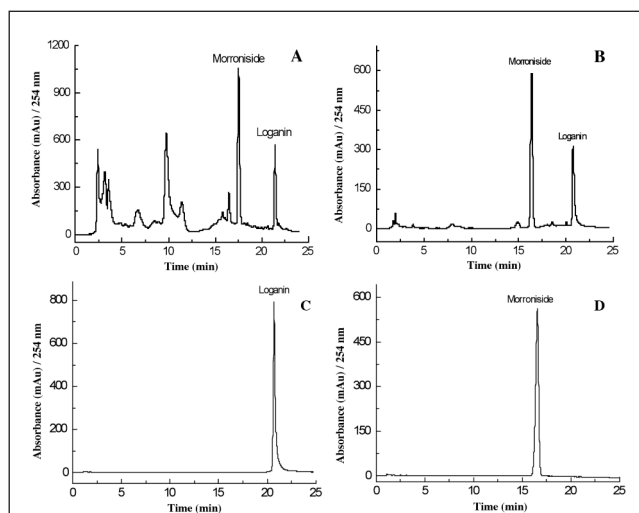 A
Morroniside
Loganin
1200
900
600
300
0
0 5 10 15 20 25
Time (min)
Absorbance (mAu) / 254 nm
B
Morroniside
Loganin
600
450
300
150
0
0 5 10 15 20 25
Time (min)
Absorbance (mAu) / 254 nm
C
Loganin
800
600
400
200
0
0 5 10 15 20 25
Time (min)
Absorbance (mAu) / 254 nm
D
Morroniside
600
450
300
150
0
0 5 10 15 20 25
Time (min)
Absorbance (mAu) / 254 nm